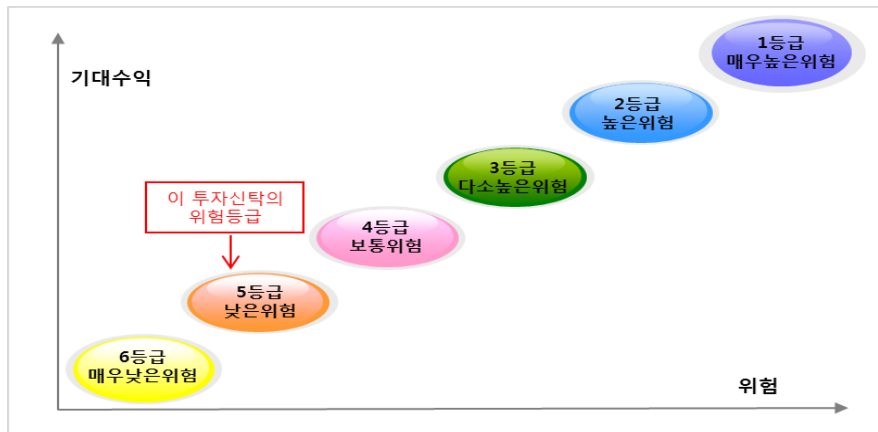 1등급
매우높은위험
기대수익
2등급
높은위험
3등급
다소높은위험
이 투자신탁의
위험등급
4등급
보통위험
5등급
낮은위험
6등급
매우낮은위험
위험